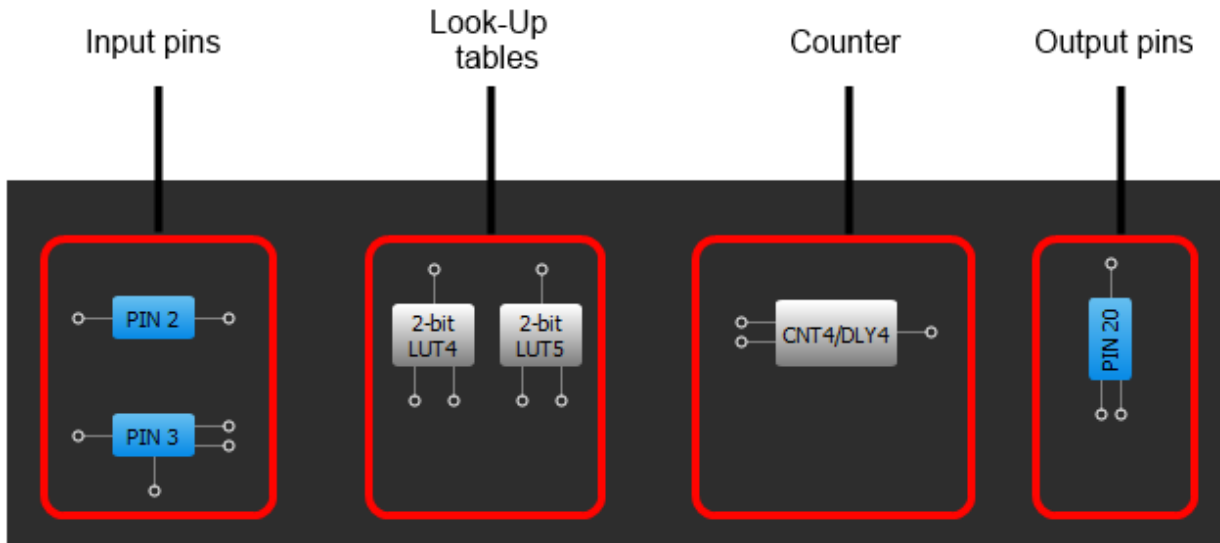 Input pins
Look-Up
tables
Counter
Output pins
PIN 2
PIN 3
2-bit
LUT4
2-bit
LUT5
CNT4/DLY4
PIN 20